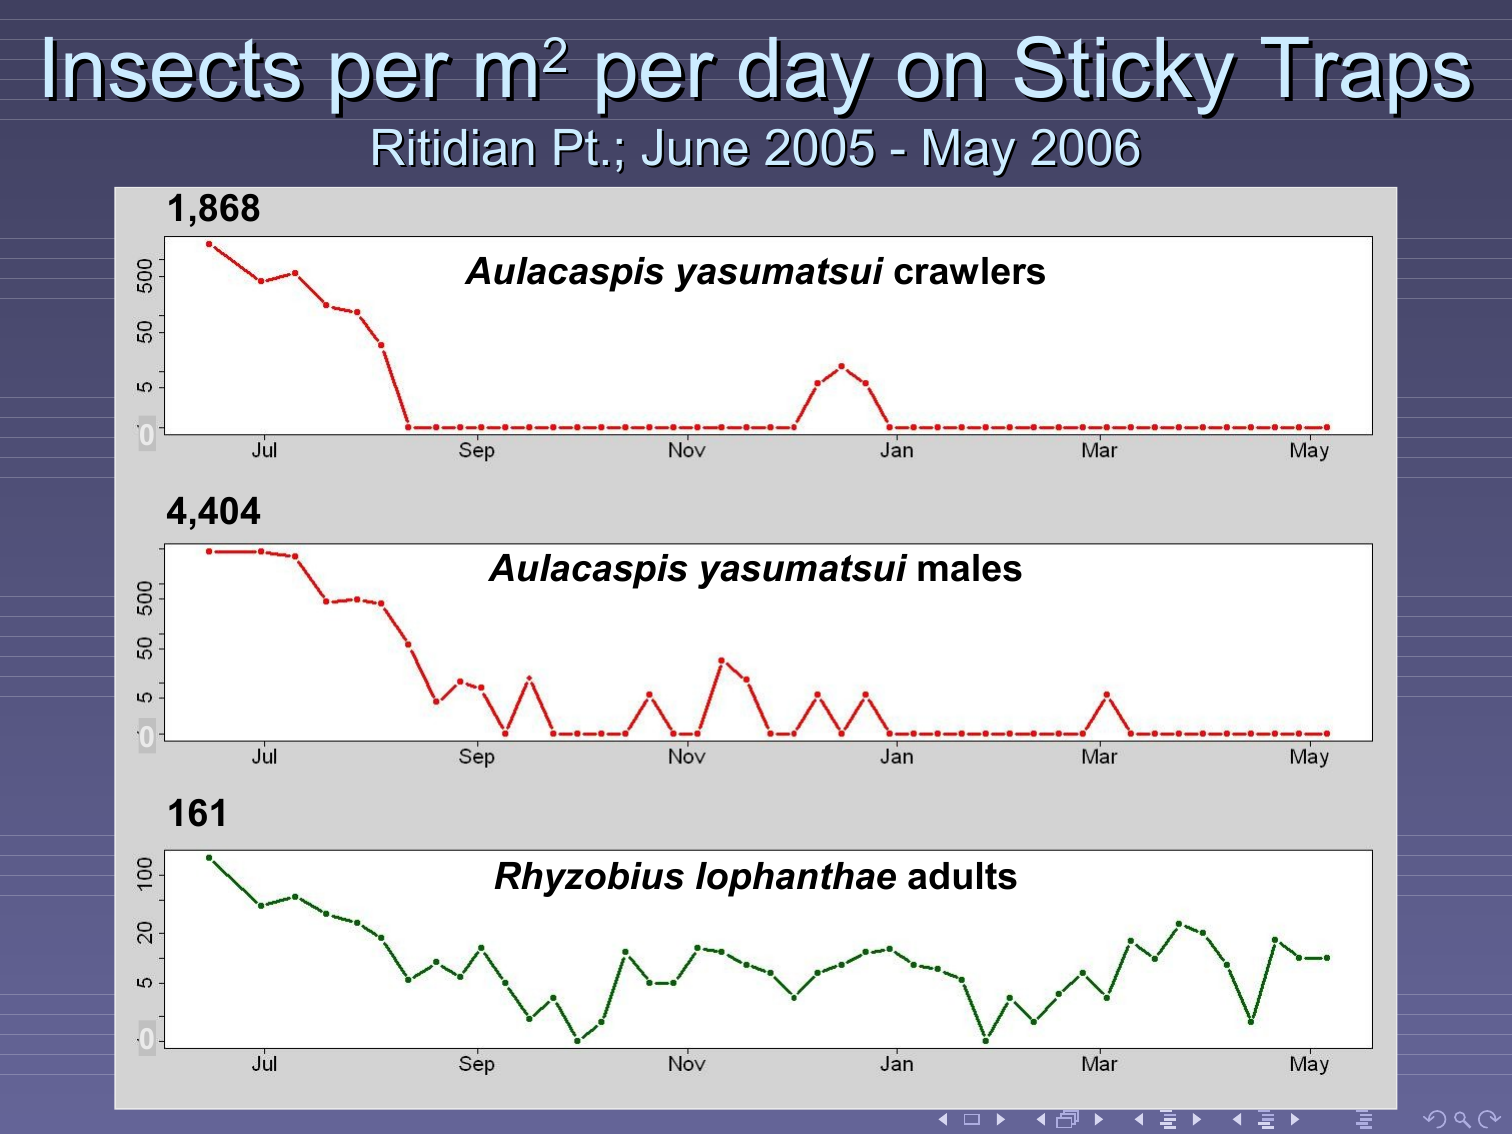 Insects per m² per day on Sticky Traps
Ritidian Pt.; June 2005 - May 2006
1,868
Aulacaspis yasumatsui crawlers
500
50
5
0
Jul Sep Nov Jan Mar May
4,404
Aulacaspis yasumatsui males
500
50
5
0
Jul Sep Nov Jan Mar May
161
Rhyzobius lophanthae adults
100
20
5
0
Jul Sep Nov Jan Mar May